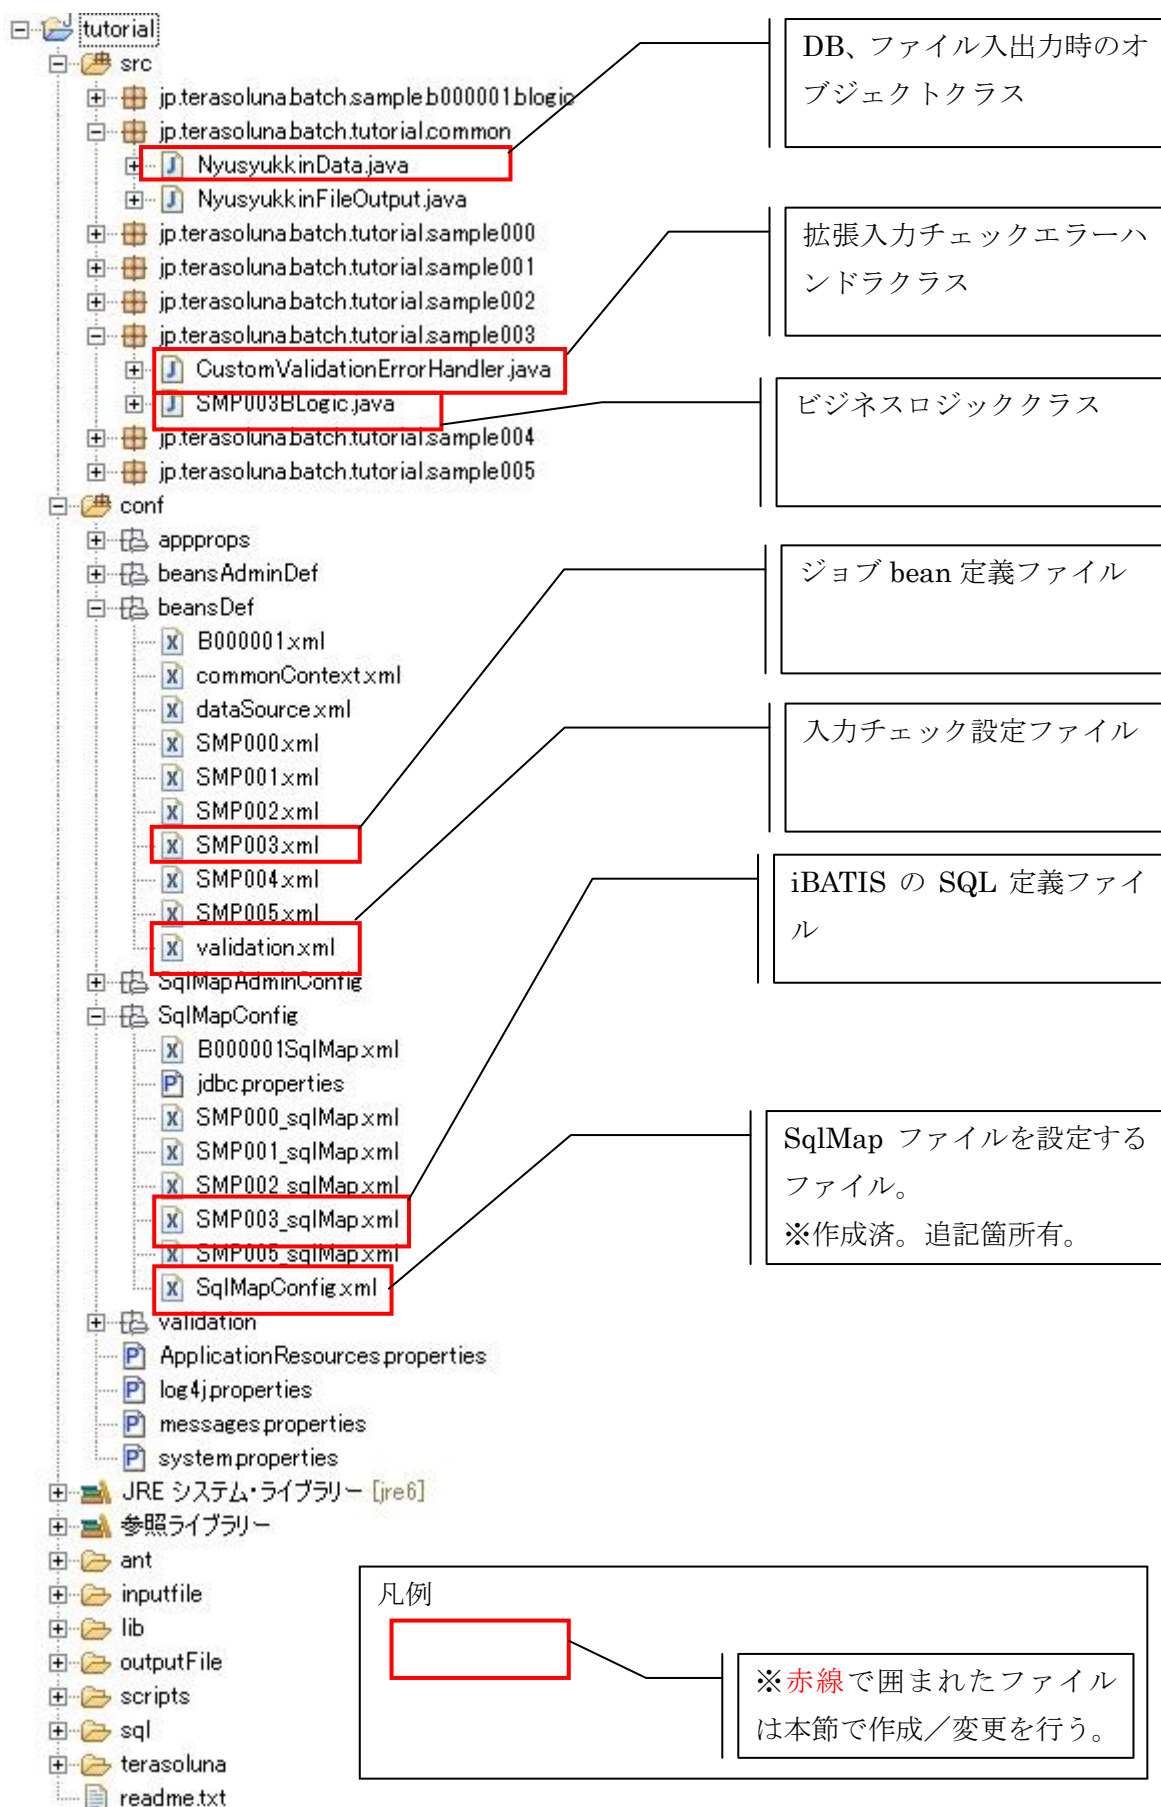 tutorial
src
jp.terasoluna.batch.sample.b000001.blogic
jp.terasoluna.batch.tutorial.common
NyusyukkinData.java
NyusyukkinFileOutput.java
jp.terasoluna.batch.tutorial.sample000
jp.terasoluna.batch.tutorial.sample001
jp.terasoluna.batch.tutorial.sample002
jp.terasoluna.batch.tutorial.sample003
CustomValidationErrorHandler.java
SMP003BLogic.java
jp.terasoluna.batch.tutorial.sample004
jp.terasoluna.batch.tutorial.sample005
conf
appprops
beansAdminDef
beansDef
B000001.xml
commonContext.xml
dataSource.xml
SMP000.xml
SMP001.xml
SMP002.xml
SMP003.xml
SMP004.xml
SMP005.xml
validation.xml
SqlMapAdminConfig
SqlMapConfig
B000001SqlMap.xml
jdbc.properties
SMP000_sqlMap.xml
SMP001_sqlMap.xml
SMP002_sqlMap.xml
SMP003_sqlMap.xml
SMP005_sqlMap.xml
SqlMapConfig.xml
validation
ApplicationResources.properties
log4j.properties
messages.properties
system.properties
JRE システム・ライブラリー [jre6]
参照ライブラリー
ant
inputfile
lib
outputFile
scripts
sql
terasoluna
readme.txt
DB、ファイル入出力時のオ
ブジェクトクラス
拡張入力チェックエラーハ
ンドラクラス
ビジネスロジッククラス
ジョブ bean 定義ファイル
入力チェック設定ファイル
iBATIS の SQL 定義ファイ
ル
SqlMap ファイルを設定する
ファイル。
※作成済。追記箇所有。
凡例
※赤線で囲まれたファイル
は本節で作成／変更を行う。